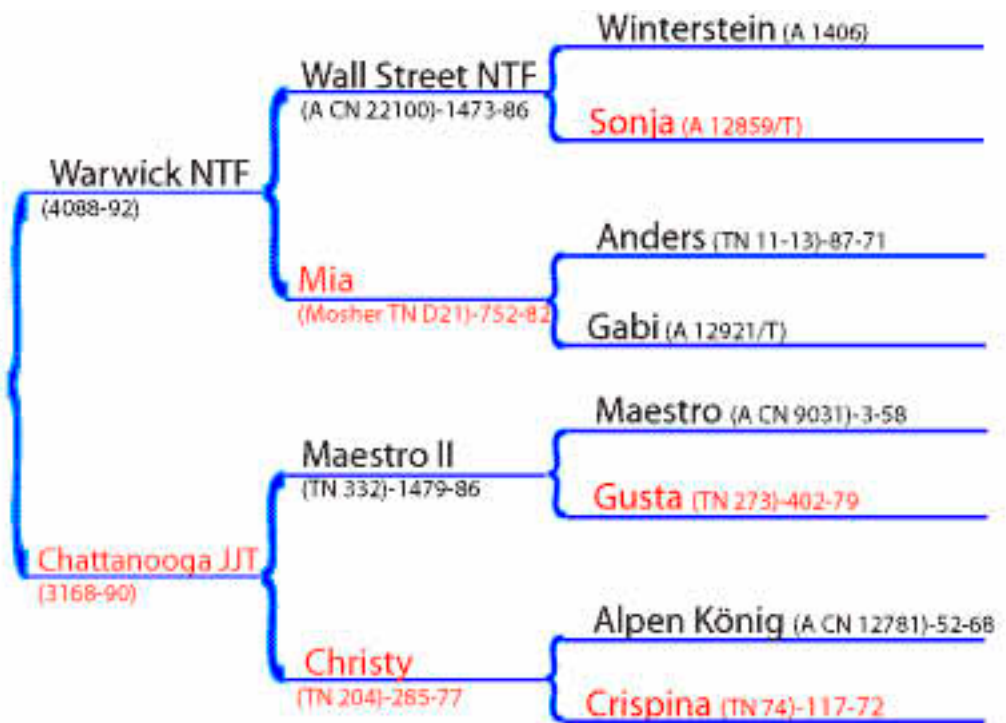 Winterstein (A 1406)
Wall Street NTF
(A CN 22100)-1473-86
Sonja (A 12859/T)
Warwick NTF
(4088-92)
Anders (TN 11-13)-87-71
Mia
(Mosher TN D21)-752-82
Gabi (A 12921/T)
Maestro (A CN 9031)-3-58
Maestro II
(TN 332)-1479-86
Gusta (TN 273)-402-79
Chattanooga JJT
(3168-90)
Alpen König (A CN 12781)-52-68
Christy
(TN 204)-285-77
Crispina (TN 74)-117-72